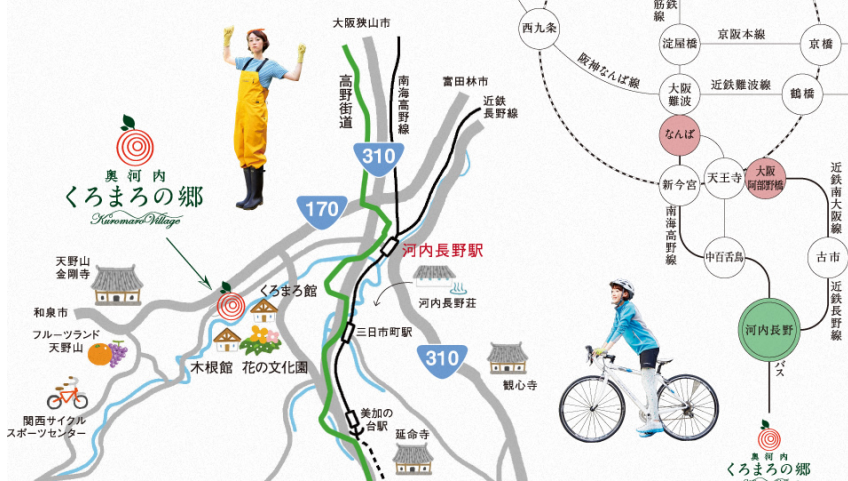 大阪狭山市
高野街道
南海高野線
富田林市
近鉄
長野線
310
170
奥河内
くろまろの郷
Kuromaro Village
河内長野駅
天野山
金剛寺
くろまろ館
河内長野荘
和泉市
フルーツランド
天野山
木根館
花の文化園
三日市町駅
310
観心寺
関西サイクル
スポーツセンター
美加の
台駅
延命寺
西九条
筋
線
鉄
淀屋橋
京阪本線
京橋
阪神なんば線
大阪
難波
近鉄難波線
鶴橋
なんば
新今宮
天王寺
大阪
阿部野橋
近鉄南大阪線
南海高野線
中百舌鳥
古市
近鉄長野線
河内長野
バス
奥河内
くろまろの郷